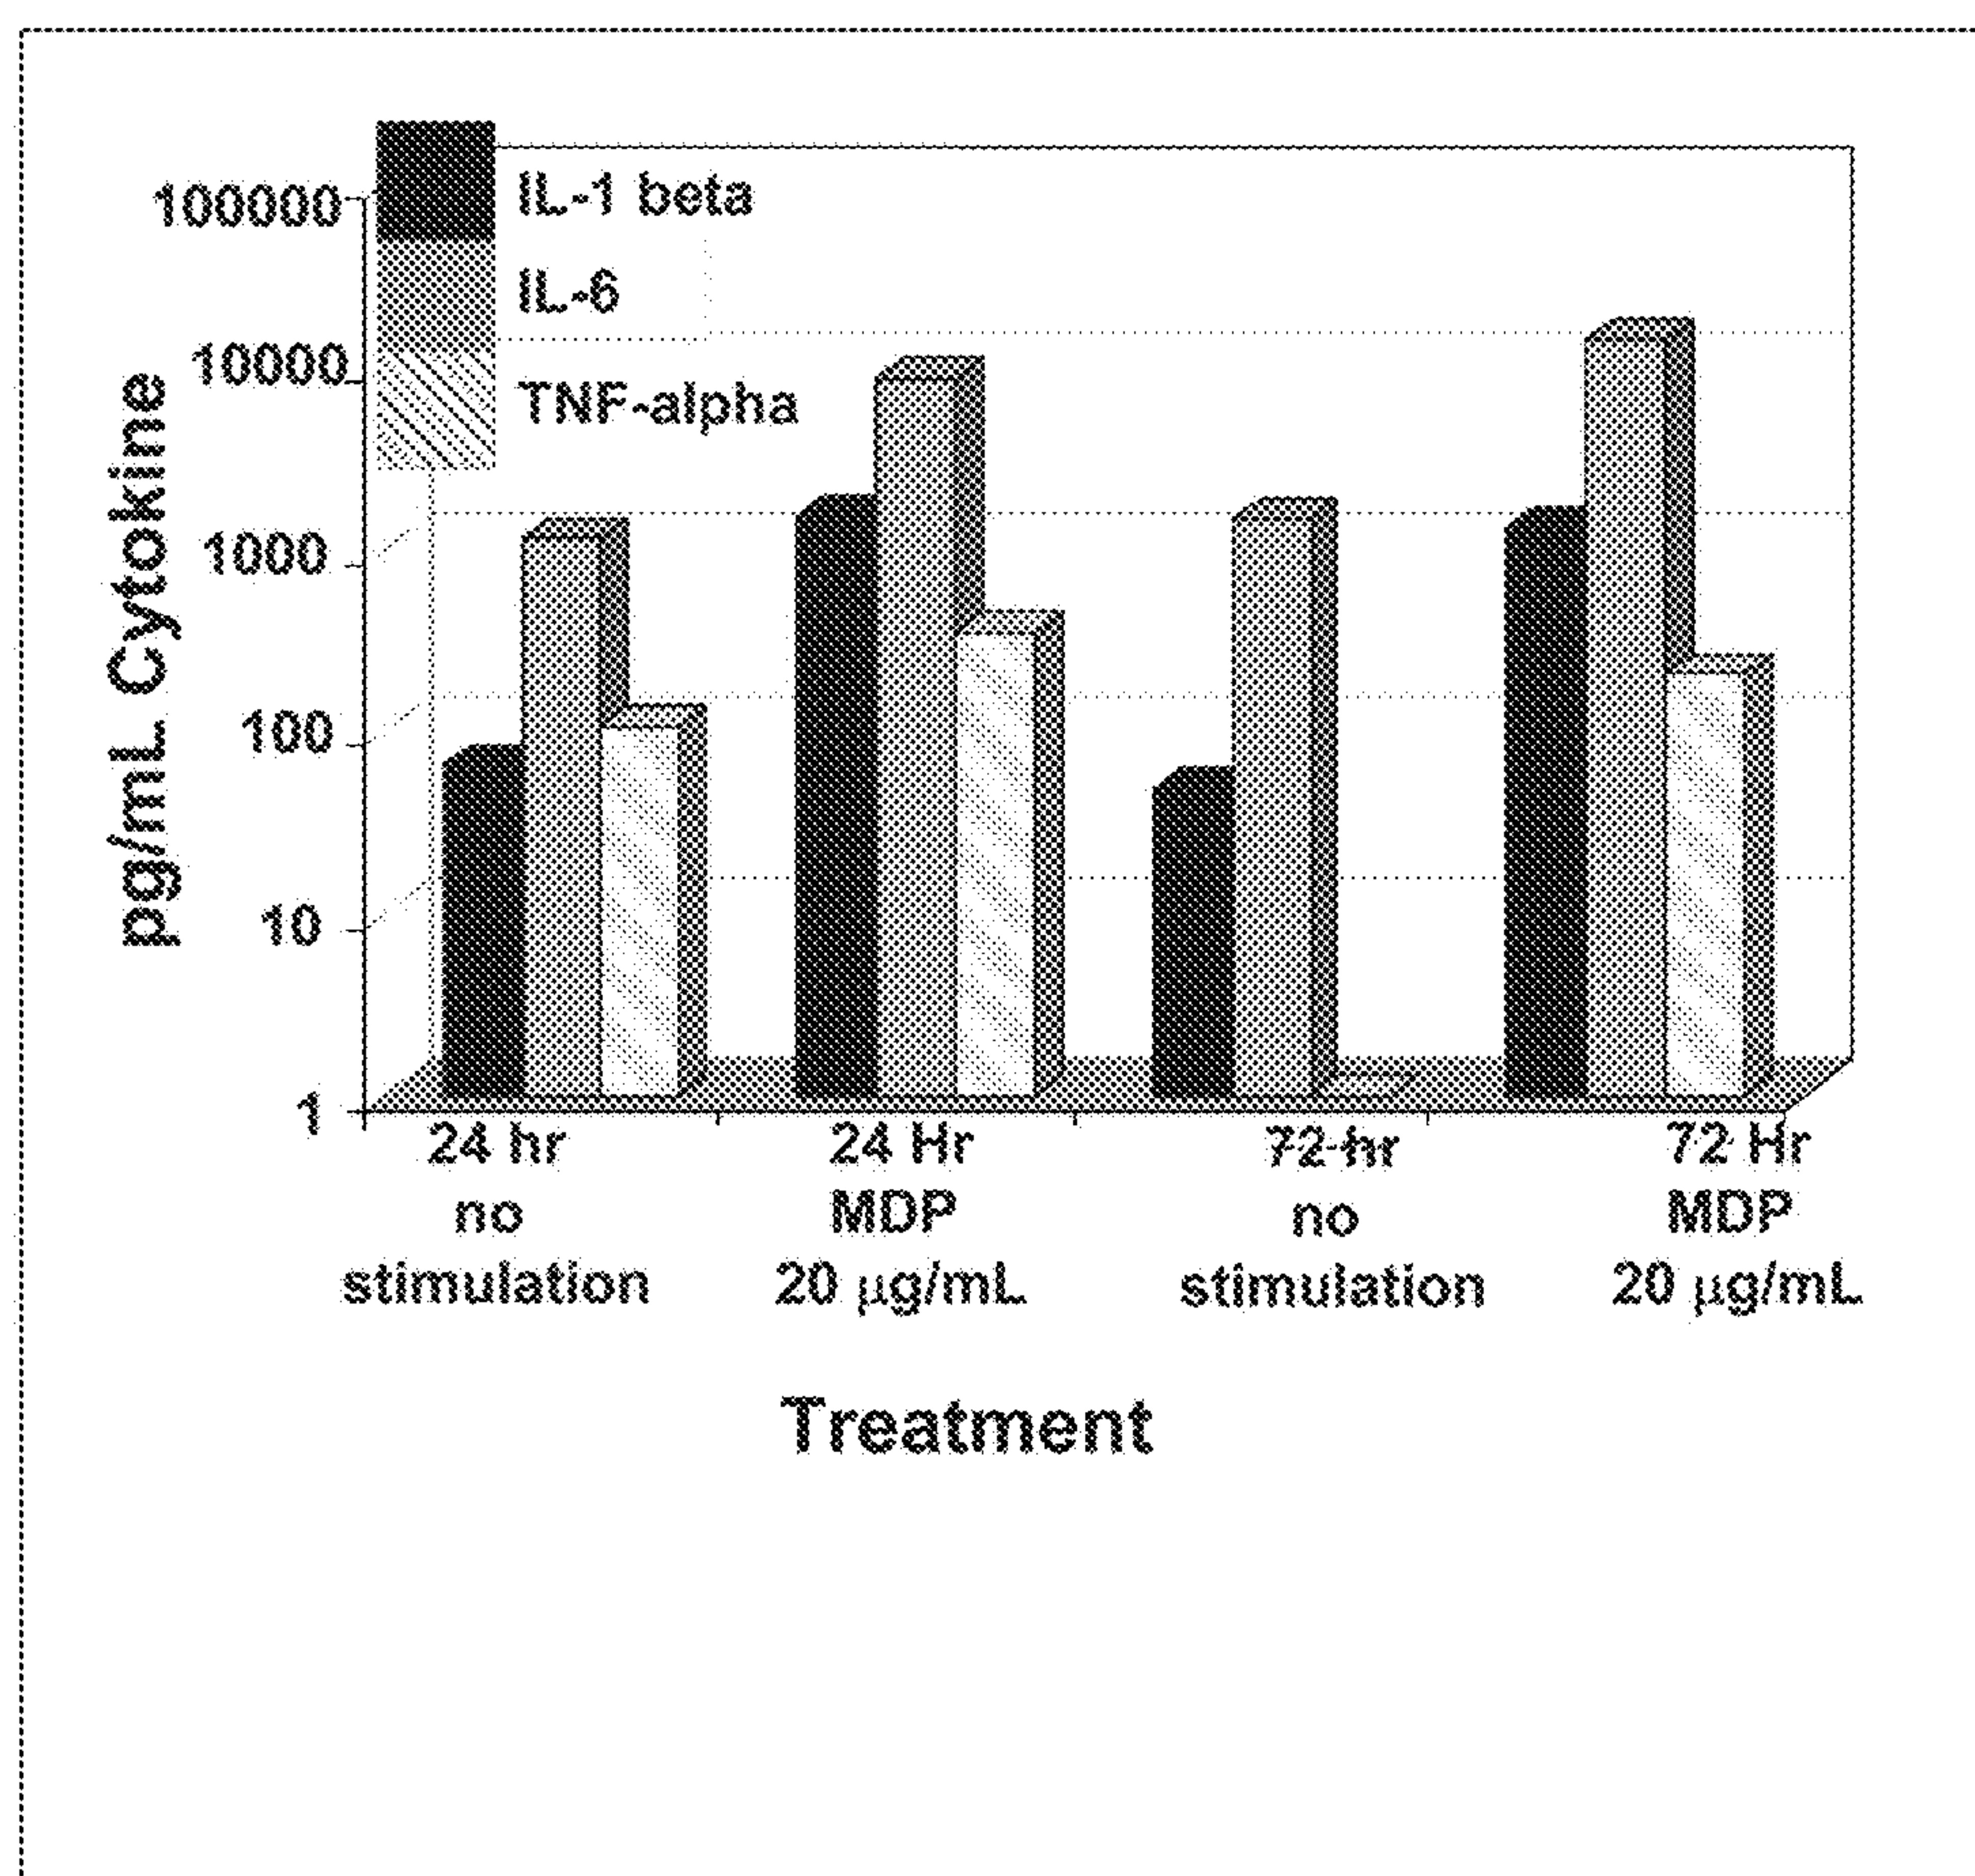 100000
10000
1000
100
10
1
pg/mL Cytokine
IL-1 beta
IL-6
TNF-alpha
24 hr
no
stimulation
24 Hr
MDP
20 µg/mL
72 hr
no
stimulation
72 Hr
MDP
20 µg/mL
Treatment